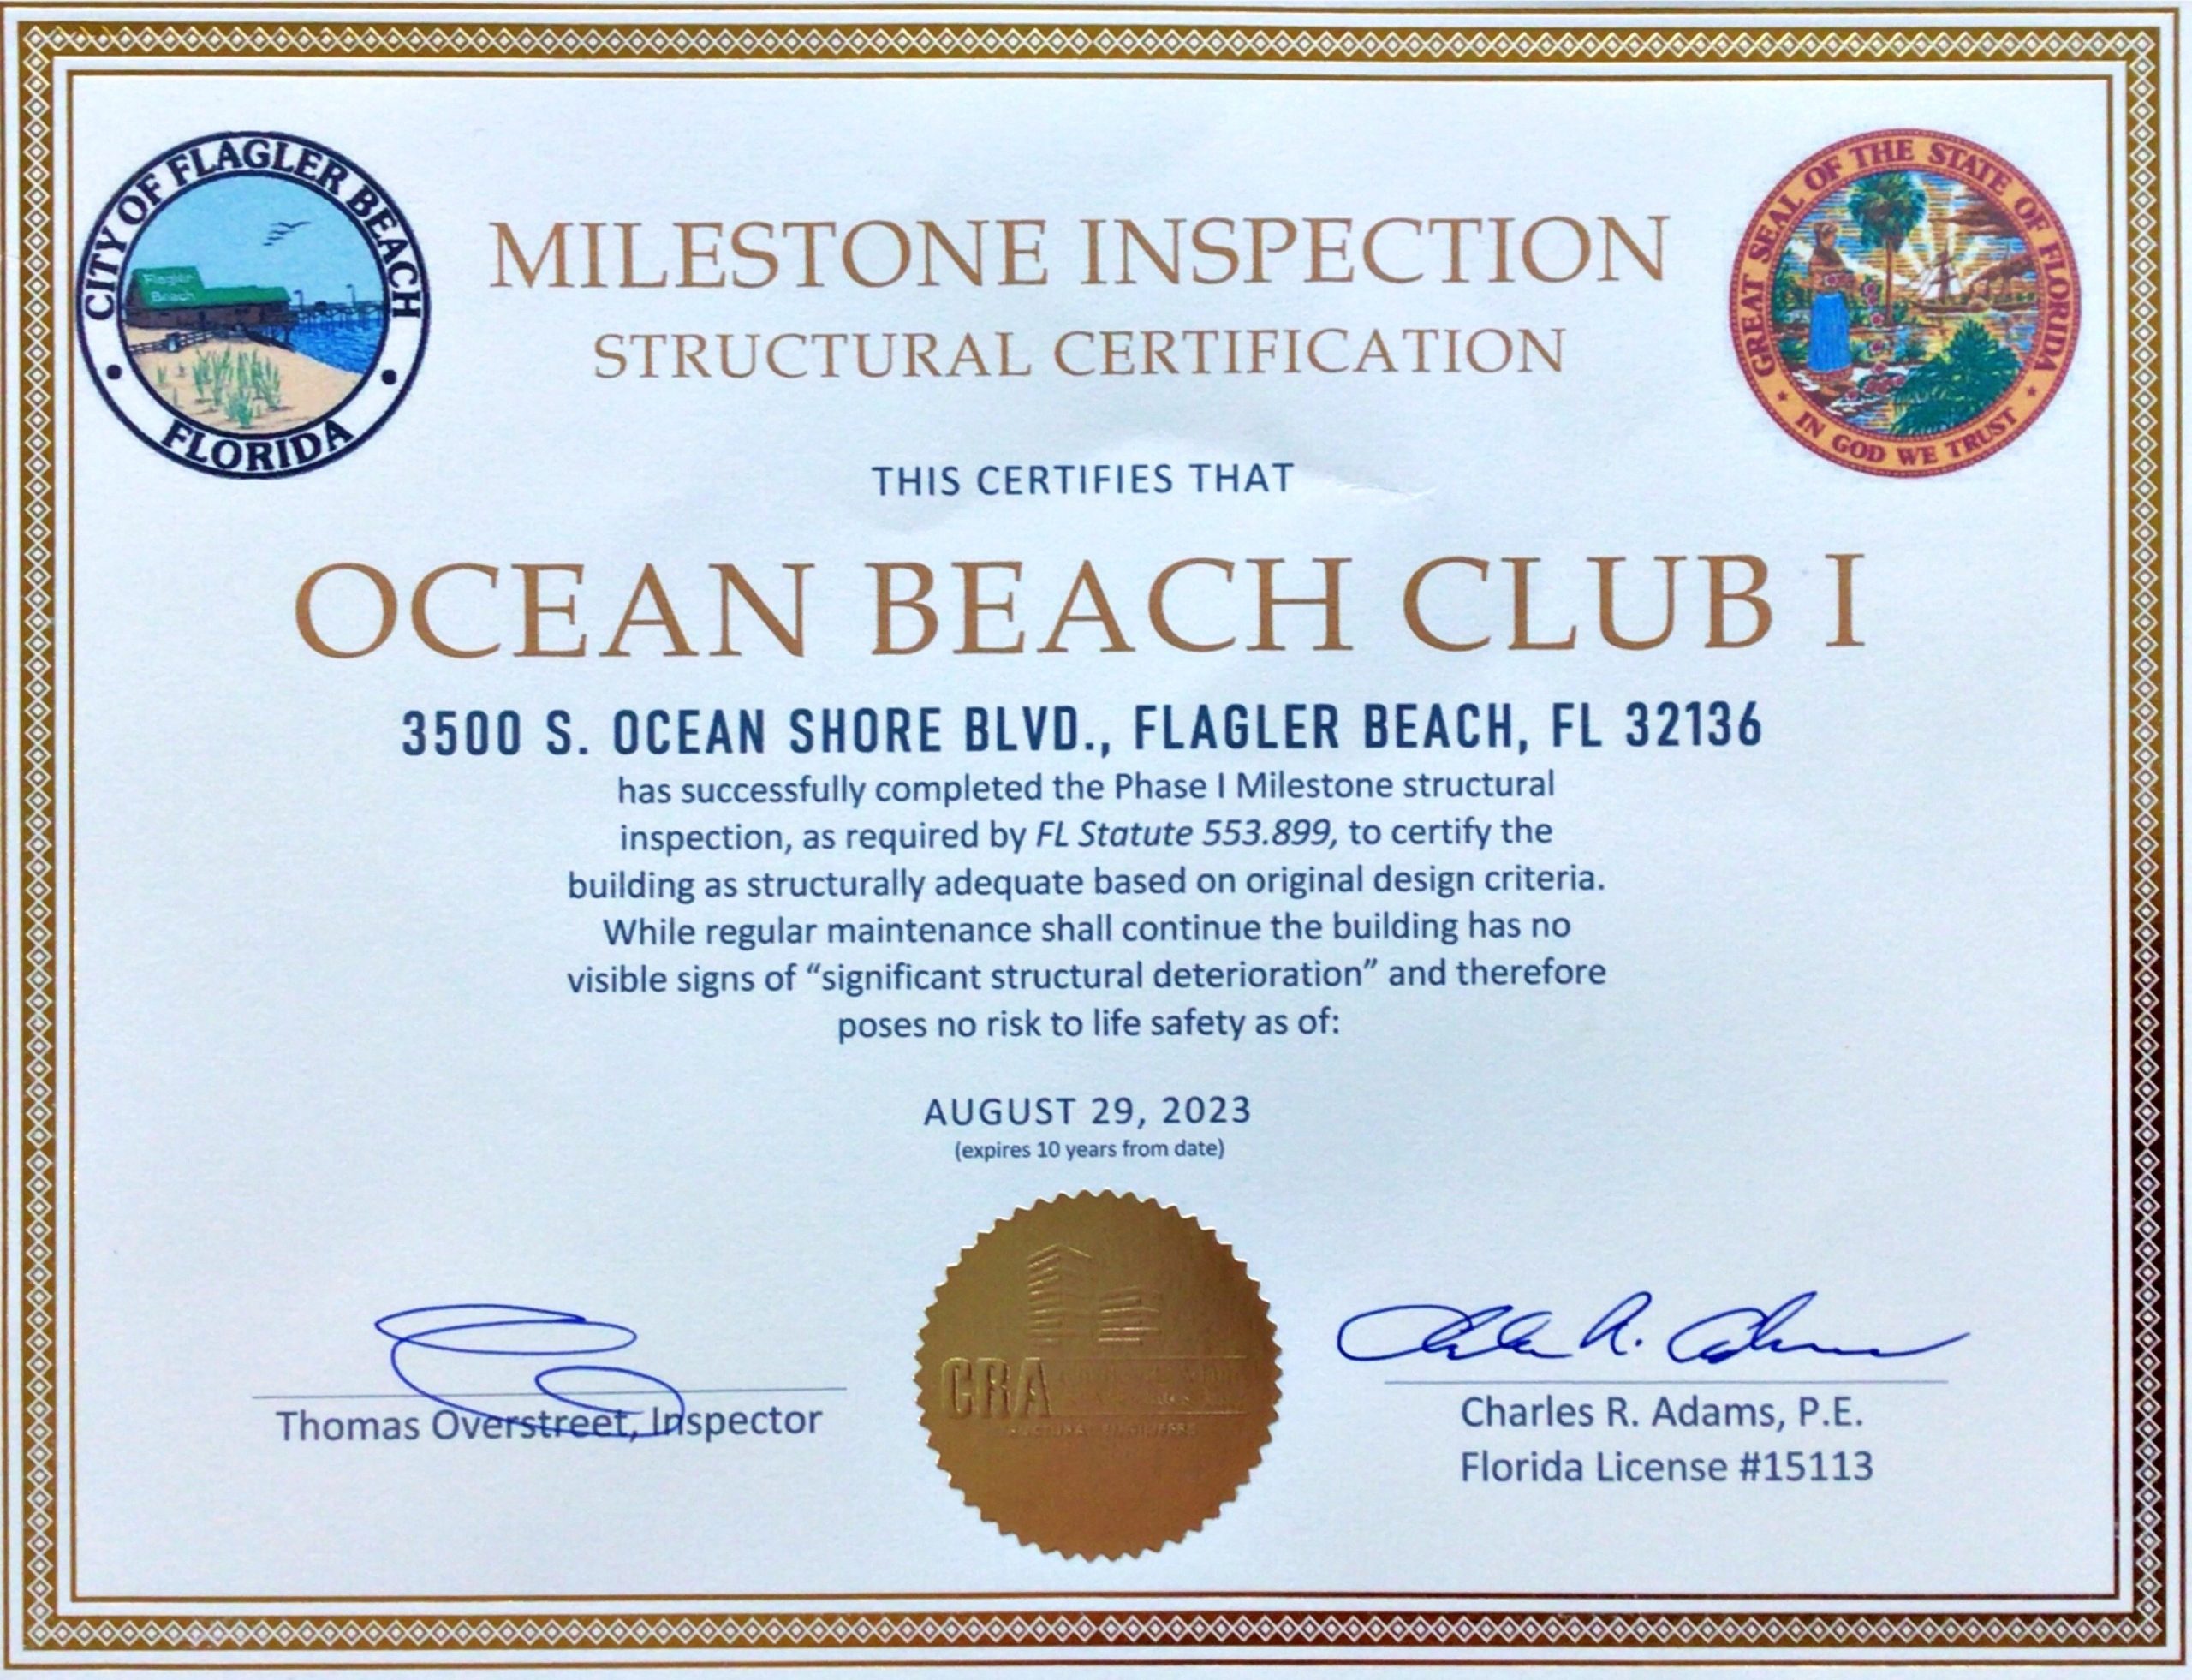 CITY OF FLAGLER BEACH
Flagler
Beach
FLORIDA
GREAT SEAL OF THE STATE OF FLORIDA
IN GOD WE TRUST
MILESTONE INSPECTION
STRUCTURAL CERTIFICATION
THIS CERTIFIES THAT
OCEAN BEACH CLUB I
3500 S. OCEAN SHORE BLVD., FLAGLER BEACH, FL 32136
has successfully completed the Phase I Milestone structural
inspection, as required by FL Statute 553.899, to certify the
building as structurally adequate based on original design criteria.
While regular maintenance shall continue the building has no
visible signs of “significant structural deterioration” and therefore
poses no risk to life safety as of:
AUGUST 29, 2023
(expires 10 years from date)
CRA
Thomas Overstreet, Inspector
Charles R. Adams, P.E.
Florida License #15113